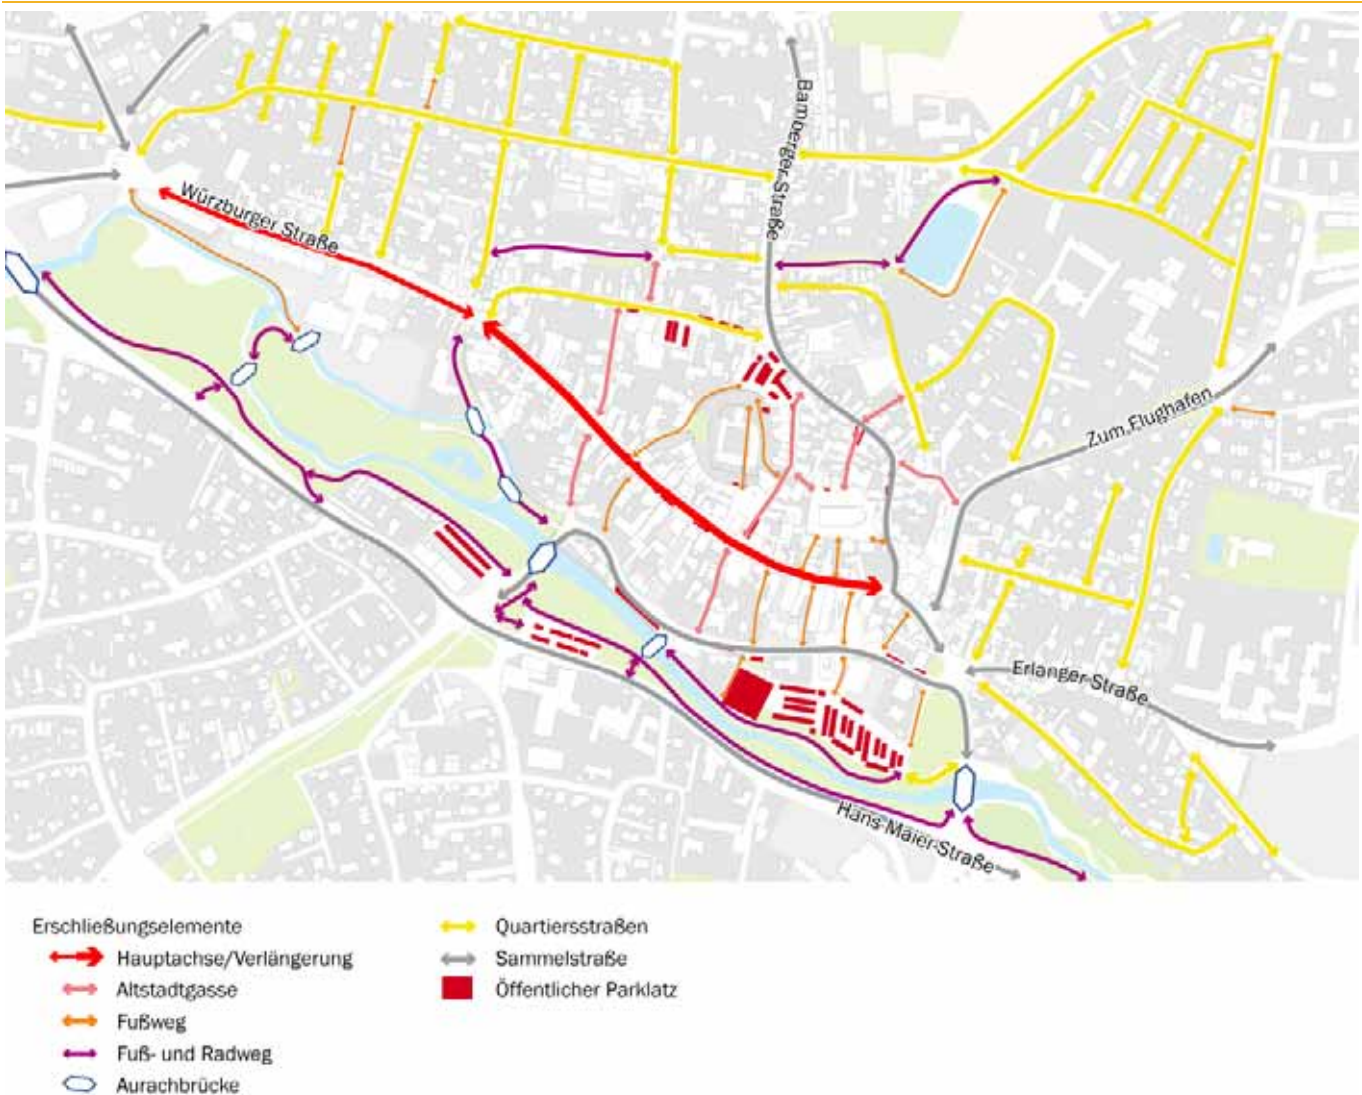 Bamberger-Straße
Würzburger Straße
Zum Flughafen
Erlanger-Straße
Hans-Maier-Straße
Erschließungselemente
Hauptachse/Verlängerung
Altstadtgasse
Fußweg
Fuß- und Radweg
Aurachbrücke
Quartiersstraßen
Sammelstraße
Öffentlicher Parklatz